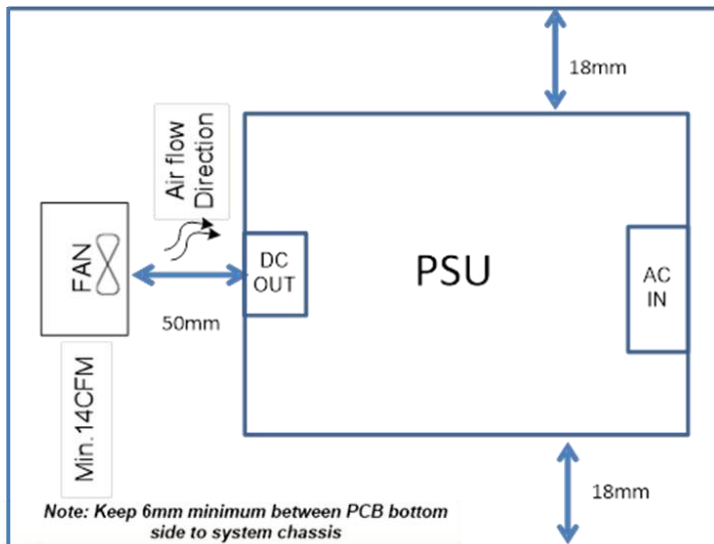 18mm
Air flow
Direction
FAN
DC
OUT
PSU
AC
IN
50mm
Min.14CFM
18mm
Note: Keep 6mm minimum between PCB bottom
side to system chassis